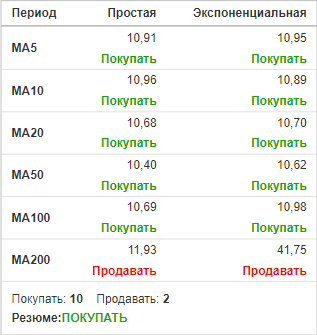 Период Простая Экспоненциальная
MA5 10,91 10,95
Покупать Покупать
MA10 10,96 10,89
Покупать Покупать
MA20 10,68 10,70
Покупать Покупать
MA50 10,40 10,62
Покупать Покупать
MA100 10,69 10,98
Покупать Покупать
MA200 11,93 41,75
Продавать Продавать
Покупать: 10 Продавать: 2
Резюме:ПОКУПАТЬ